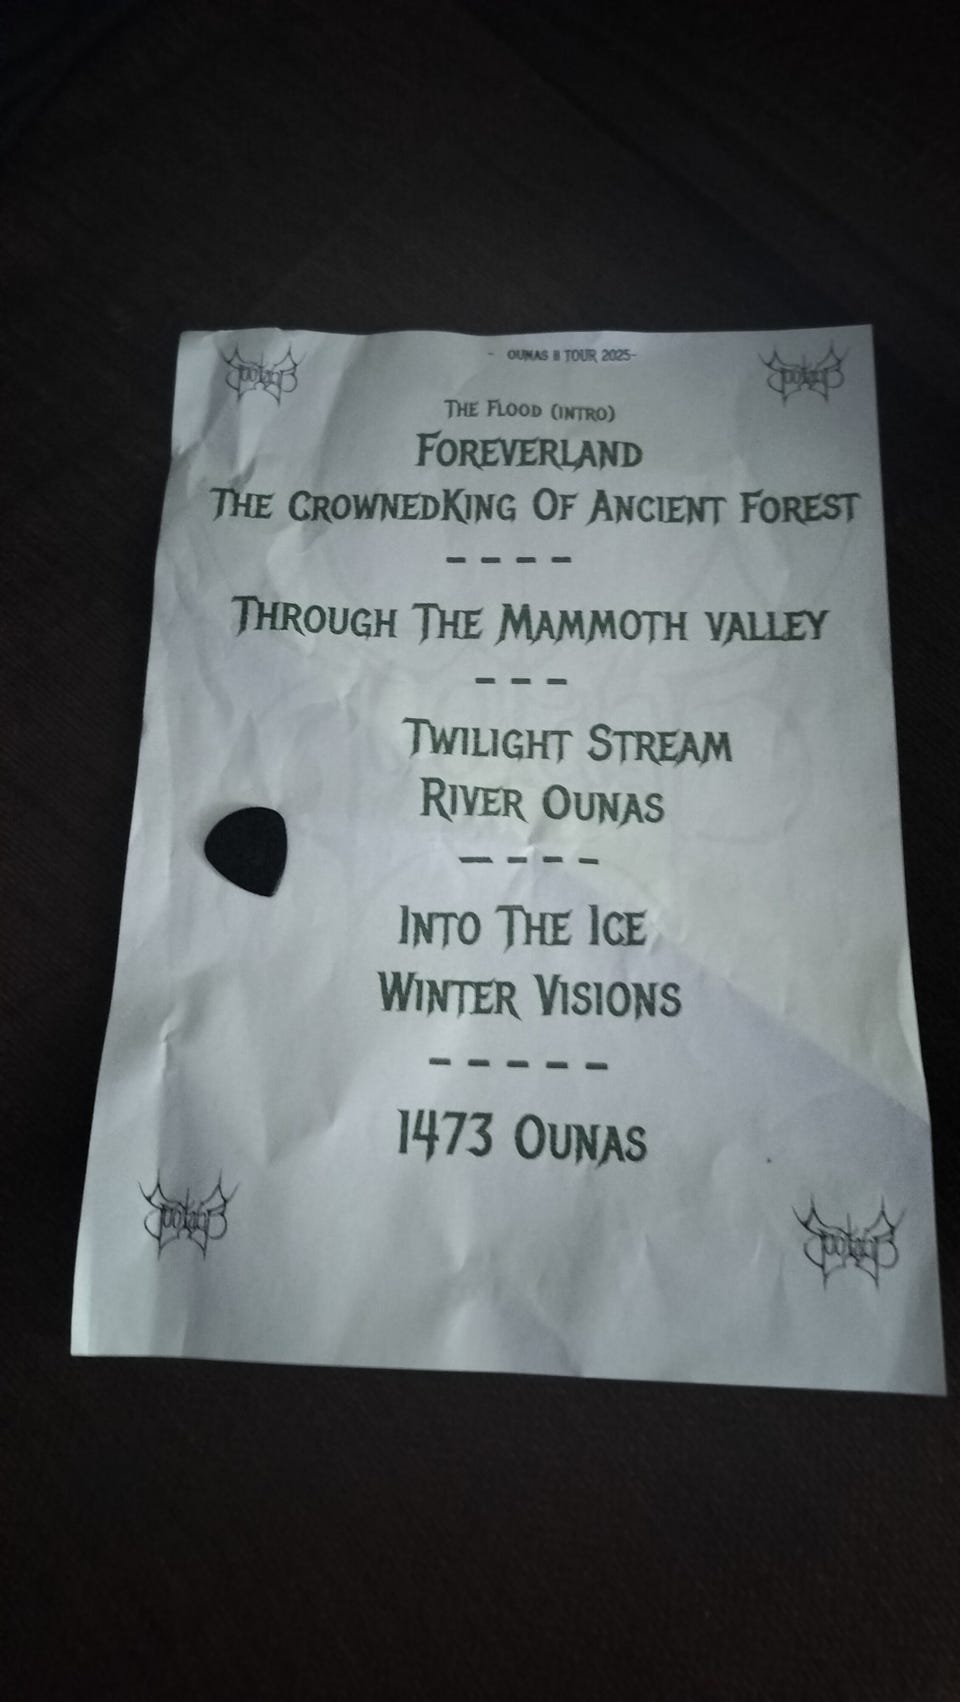 - OUNAS II TOUR 2025-
THE FLOOD (INTRO)
FOREVERLAND
THE CROWNEDKING OF ANCIENT FOREST
- - - -
THROUGH THE MAMMOTH VALLEY
- - -
TWILIGHT STREAM
RIVER OUNAS
- - - -
INTO THE ICE
WINTER VISIONS
- - - - -
1473 OUNAS